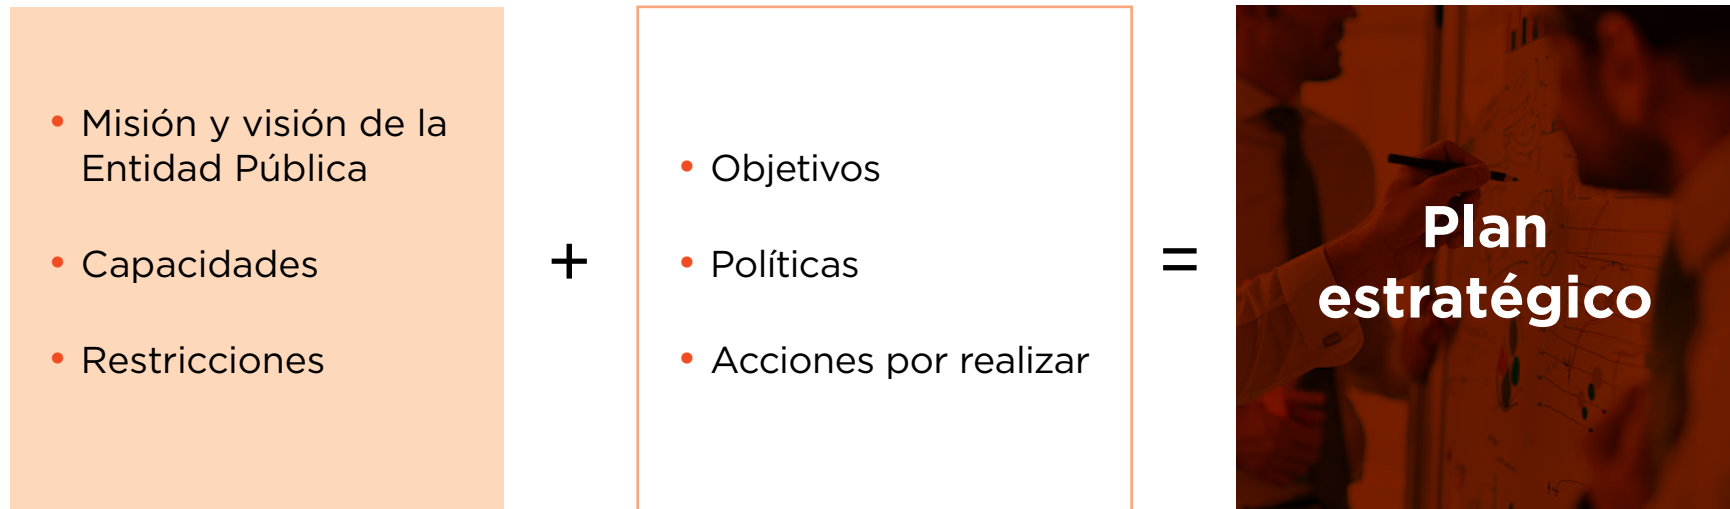 • Misión y visión de la
Entidad Pública
• Capacidades
• Restricciones
+
• Objetivos
• Políticas
• Acciones por realizar
=
Plan
estratégico